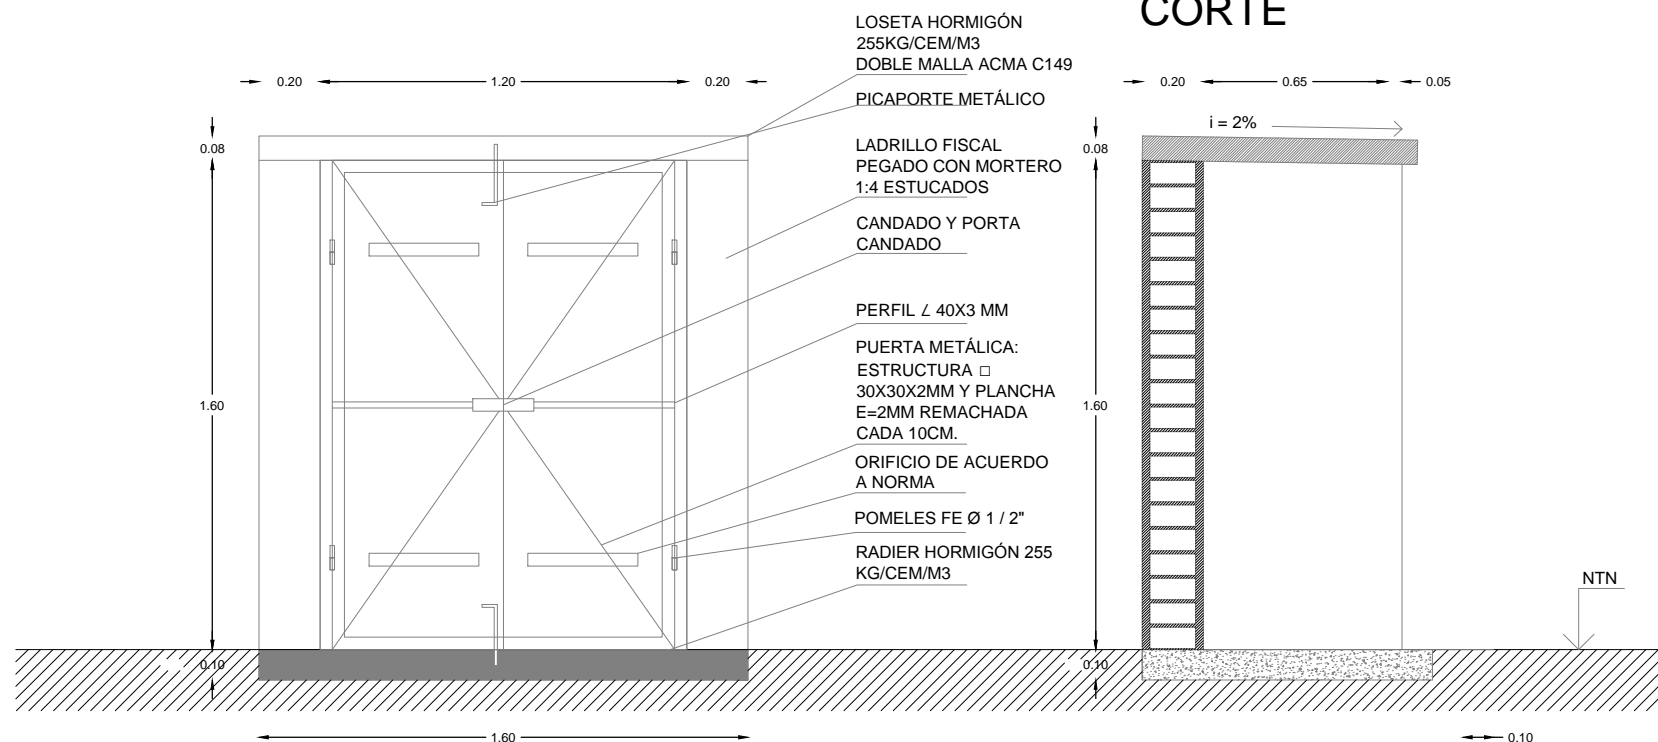 CORTE
LOSETA HORMIGÓN
255KG/CEM/M3
DOBLE MALLA ACMA C149
PICAPORTE METÁLICO
LADRILLO FISCAL
PEGADO CON MORTERO
1:4 ESTUCADOS
CANDADO Y PORTA
CANDADO
PERFIL ∠ 40X3 MM
PUERTA METÁLICA:
ESTRUCTURA □
30X30X2MM Y PLANCHA
E=2MM REMACHADA
CADA 10CM.
ORIFICIO DE ACUERDO
A NORMA
POMELES FE Ø 1 / 2"
RADIER HORMIGÓN 255
KG/CEM/M3
0.20
1.20
0.20
0.08
1.60
0.10
1.60
0.20
0.65
0.05
i = 2%
0.08
1.60
0.10
NTN
0.10